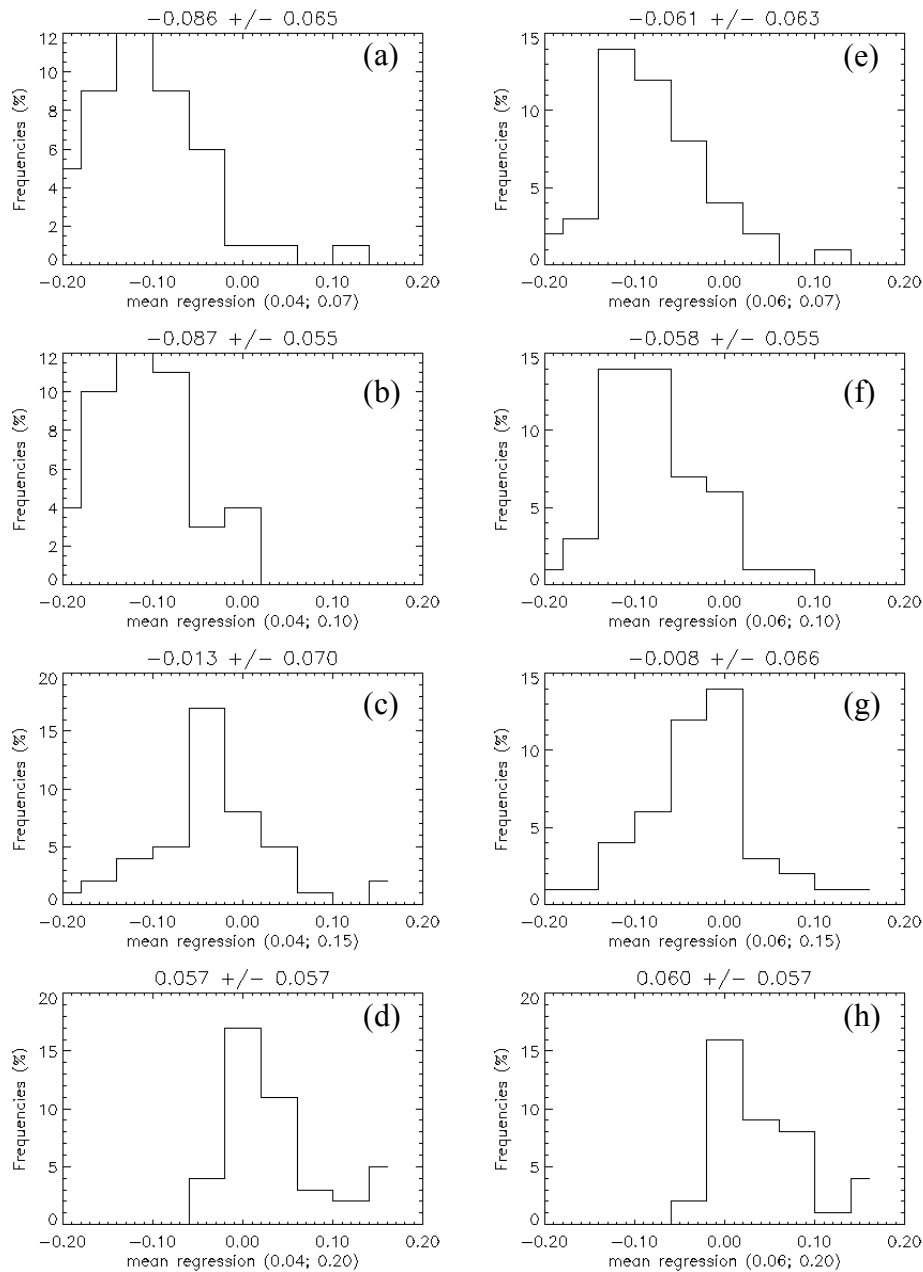 -0.086 +/- 0.065
(a)
Frequencies (%)
12
10
8
6
4
2
0
-0.20 -0.10 0.00 0.10 0.20
mean regression (0.04; 0.07)
-0.061 +/- 0.063
(e)
Frequencies (%)
15
10
5
0
-0.20 -0.10 0.00 0.10 0.20
mean regression (0.06; 0.07)
-0.087 +/- 0.055
(b)
Frequencies (%)
12
10
8
6
4
2
0
-0.20 -0.10 0.00 0.10 0.20
mean regression (0.04; 0.10)
-0.058 +/- 0.055
(f)
Frequencies (%)
15
10
5
0
-0.20 -0.10 0.00 0.10 0.20
mean regression (0.06; 0.10)
-0.013 +/- 0.070
(c)
Frequencies (%)
20
15
10
5
0
-0.20 -0.10 0.00 0.10 0.20
mean regression (0.04; 0.15)
-0.008 +/- 0.066
(g)
Frequencies (%)
15
10
5
0
-0.20 -0.10 0.00 0.10 0.20
mean regression (0.06; 0.15)
0.057 +/- 0.057
(d)
Frequencies (%)
20
15
10
5
0
-0.20 -0.10 0.00 0.10 0.20
mean regression (0.04; 0.20)
0.060 +/- 0.057
(h)
Frequencies (%)
20
15
10
5
0
-0.20 -0.10 0.00 0.10 0.20
mean regression (0.06; 0.20)